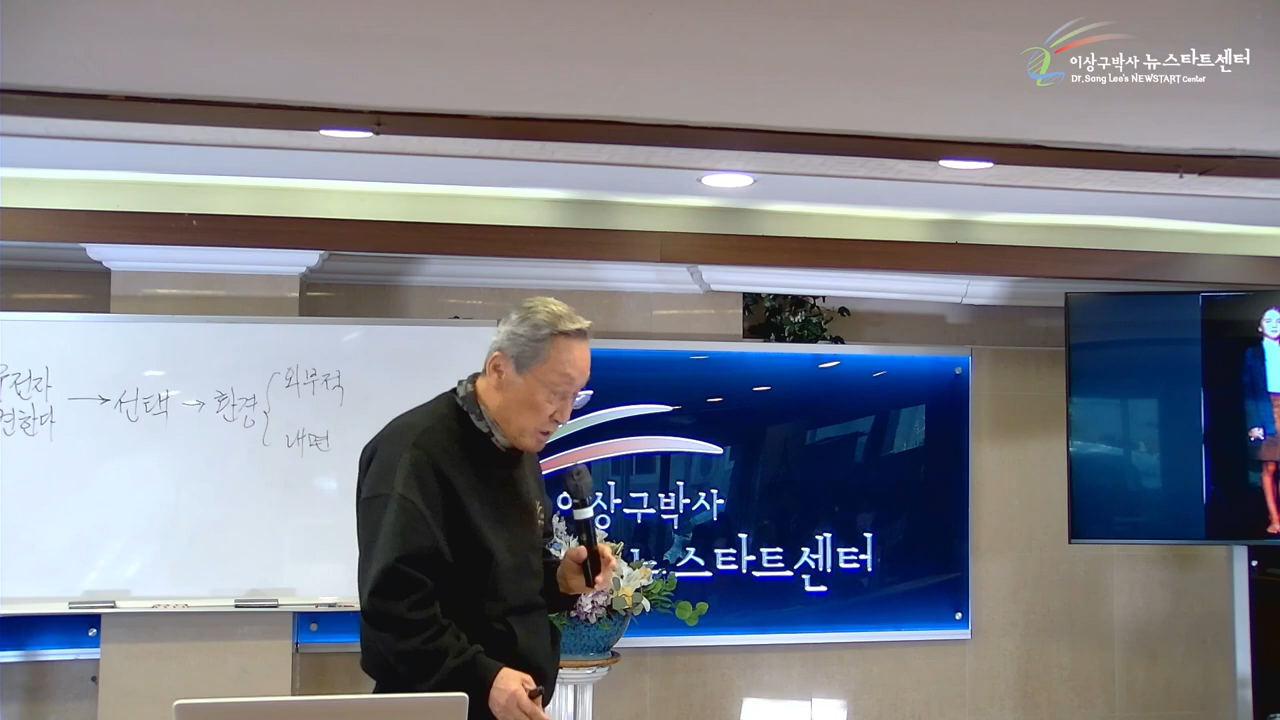 이상구박사 뉴스타트센터
Dr. Sang Lee's NEWSTART Center
전자 → 선택 → 환경 { 외부적
한다
내면
이상구박사
뉴스타트센터